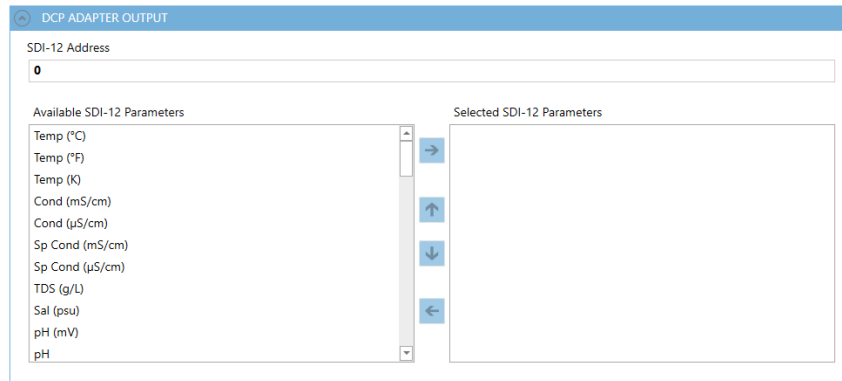 DCP ADAPTER OUTPUT
SDI-12 Address
0
Available SDI-12 Parameters
Selected SDI-12 Parameters
Temp (°C)
Temp (°F)
Temp (K)
Cond (mS/cm)
Cond (µS/cm)
Sp Cond (mS/cm)
Sp Cond (µS/cm)
TDS (g/L)
Sal (psu)
pH (mV)
pH